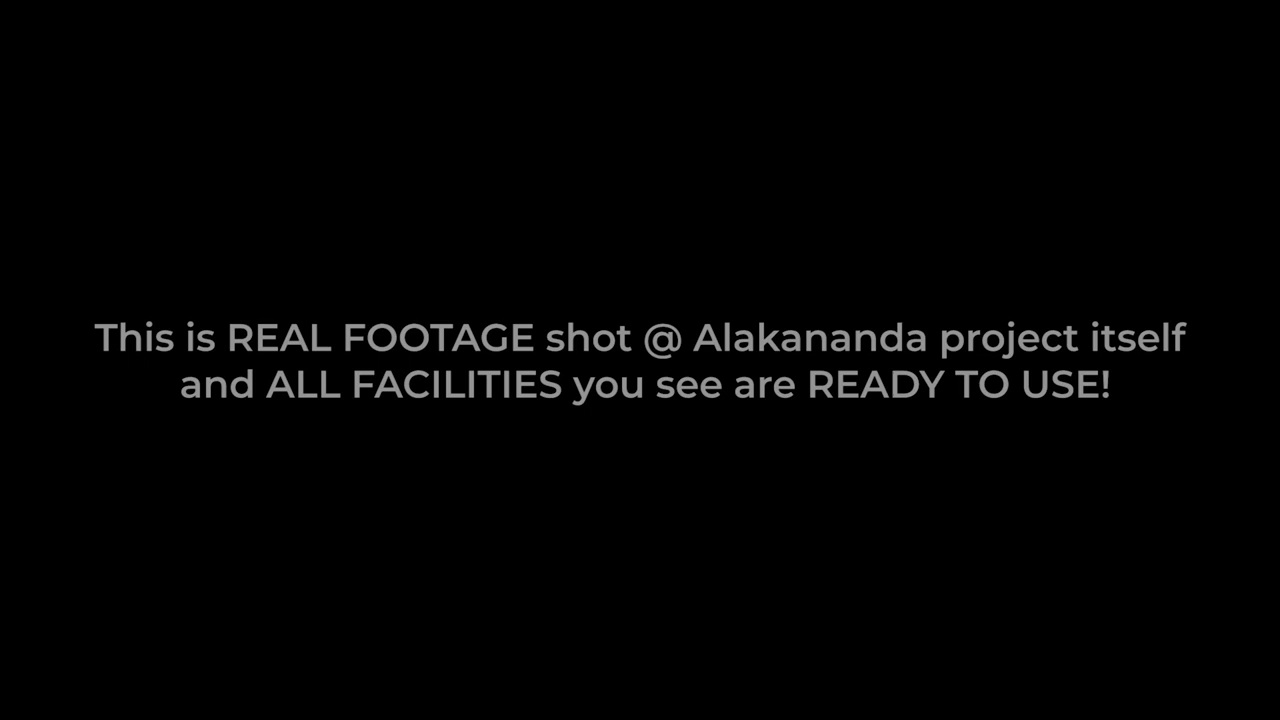 This is REAL FOOTAGE shot @ Alakananda project itself
and ALL FACILITIES you see are READY TO USE!